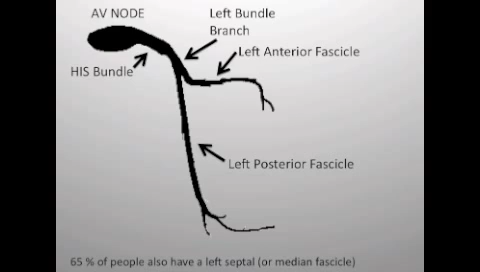 AV NODE
Left Bundle
Branch
Left Anterior Fascicle
HIS Bundle
Left Posterior Fascicle
65 % of people also have a left septal (or median fascicle)